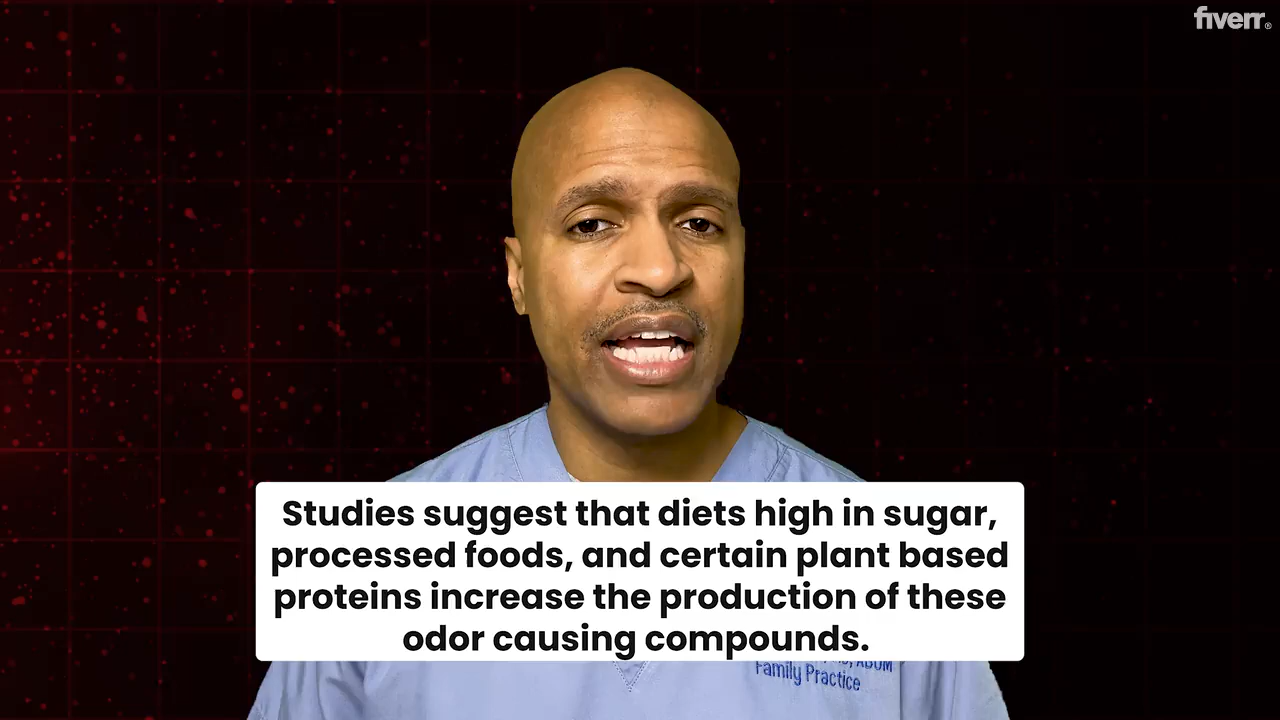 fiverr®
Studies suggest that diets high in sugar,
processed foods, and certain plant based
proteins increase the production of these
odor causing compounds.
ABOM
Family Practice